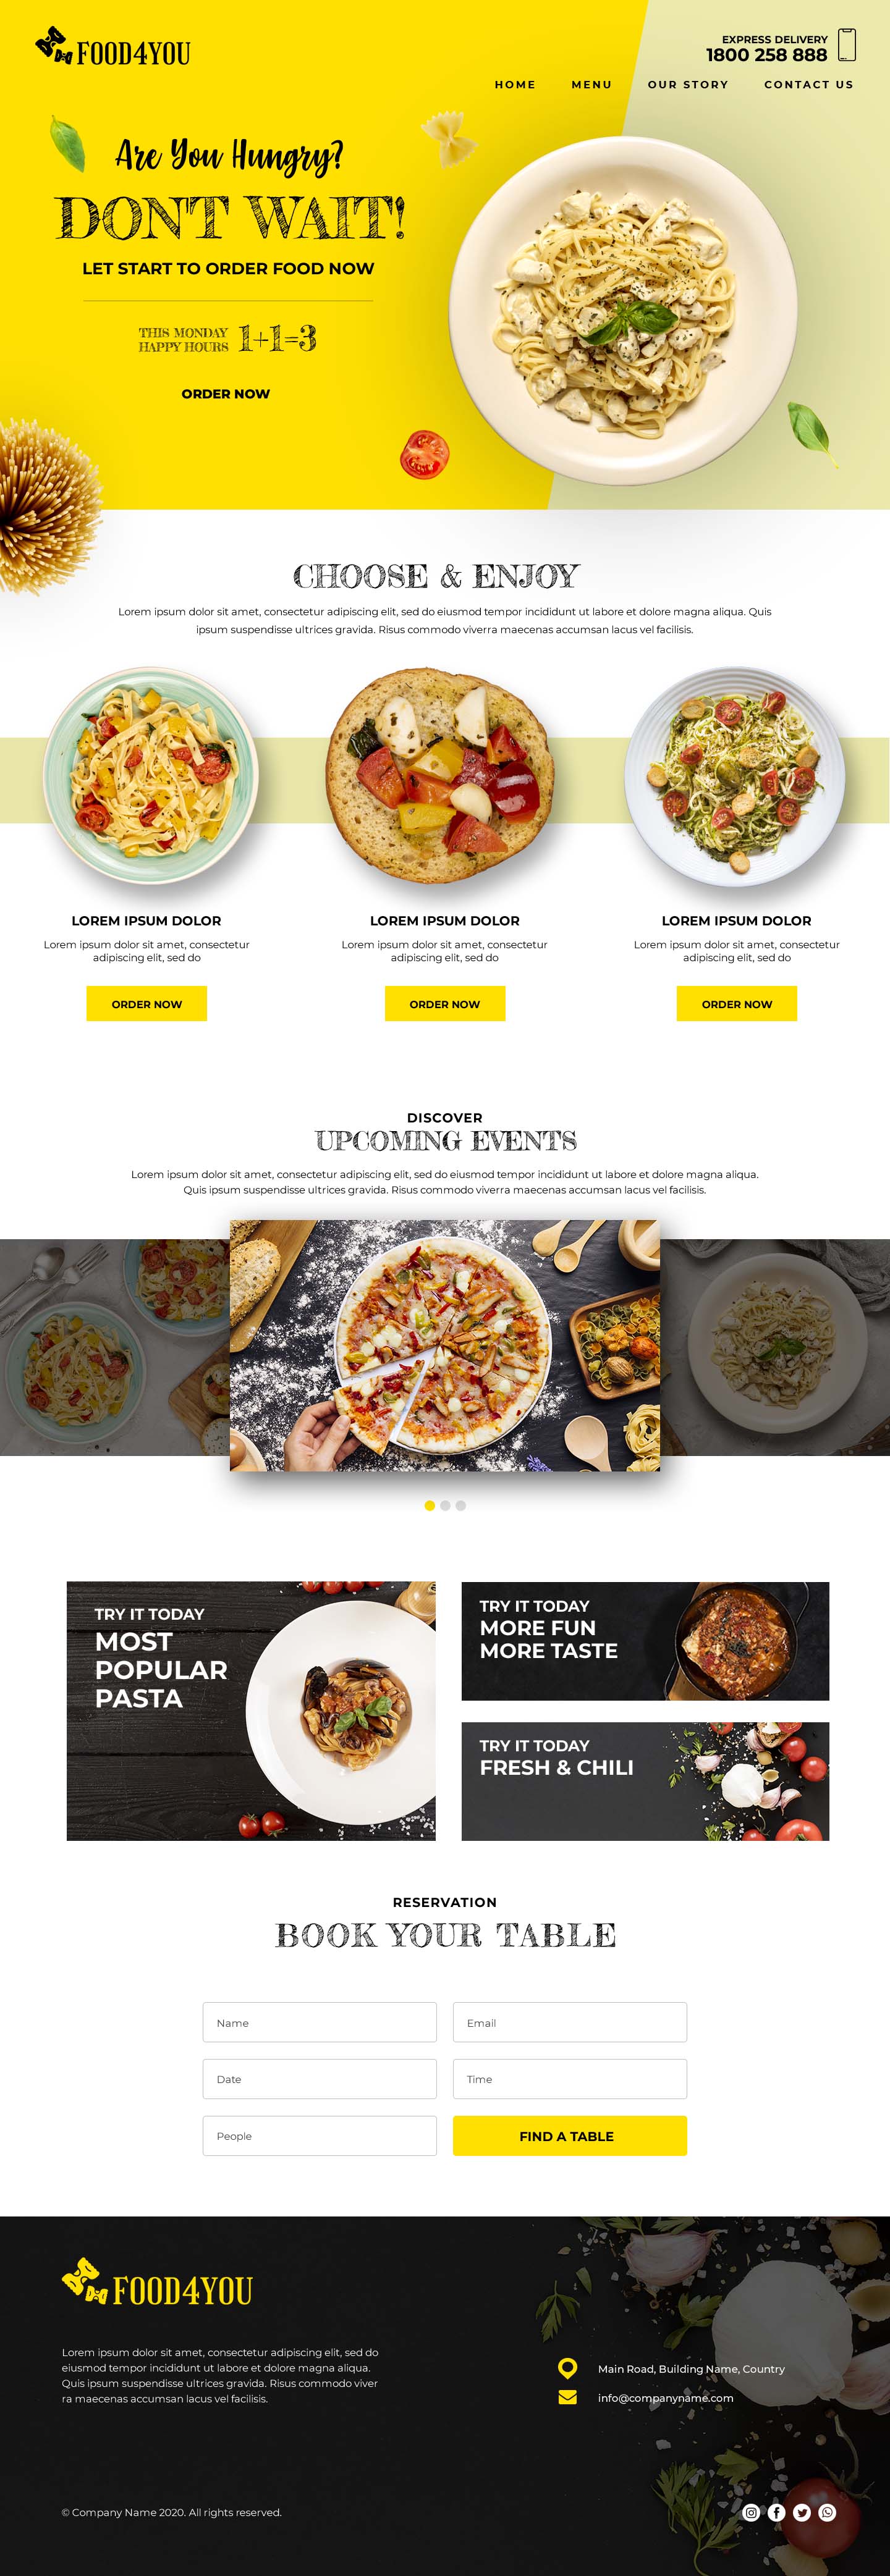 FOOD4YOU
EXPRESS DELIVERY
1800 258 888
HOME MENU OUR STORY CONTACT US
Are You Hungry?
DONT WAIT!
LET START TO ORDER FOOD NOW
THIS MONDAY
HAPPY HOURS
1+1=3
ORDER NOW
CHOOSE & ENJOY
Lorem ipsum dolor sit amet, consectetur adipiscing elit, sed do eiusmod tempor incididunt ut labore et dolore magna aliqua. Quis
ipsum suspendisse ultrices gravida. Risus commodo viverra maecenas accumsan lacus vel facilisis.
LOREM IPSUM DOLOR
Lorem ipsum dolor sit amet, consectetur
adipiscing elit, sed do
ORDER NOW
LOREM IPSUM DOLOR
Lorem ipsum dolor sit amet, consectetur
adipiscing elit, sed do
ORDER NOW
LOREM IPSUM DOLOR
Lorem ipsum dolor sit amet, consectetur
adipiscing elit, sed do
ORDER NOW
DISCOVER
UPCOMING EVENTS
Lorem ipsum dolor sit amet, consectetur adipiscing elit, sed do eiusmod tempor incididunt ut labore et dolore magna aliqua.
Quis ipsum suspendisse ultrices gravida. Risus commodo viverra maecenas accumsan lacus vel facilisis.
TRY IT TODAY
MOST
POPULAR
PASTA
TRY IT TODAY
MORE FUN
MORE TASTE
TRY IT TODAY
FRESH & CHILI
RESERVATION
BOOK YOUR TABLE
Name
Email
Date
Time
People
FIND A TABLE
FOOD4YOU
Lorem ipsum dolor sit amet, consectetur adipiscing elit, sed do
eiusmod tempor incididunt ut labore et dolore magna aliqua.
Quis ipsum suspendisse ultrices gravida. Risus commodo viver
ra maecenas accumsan lacus vel facilisis.
Main Road, Building Name, Country
info@companyname.com
© Company Name 2020. All rights reserved.